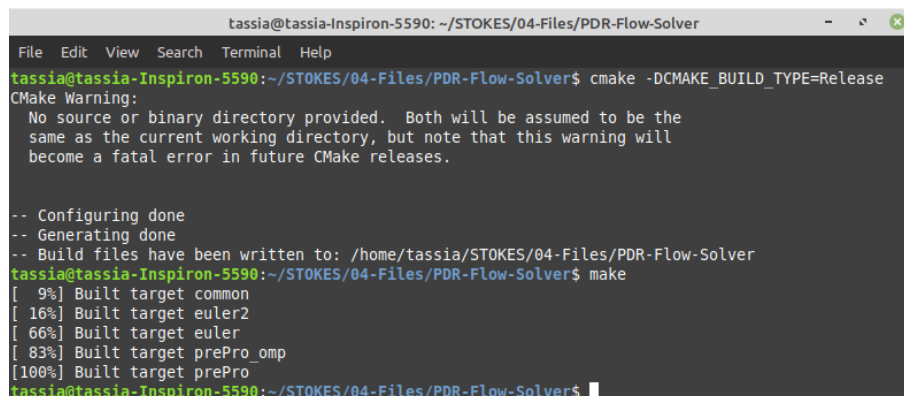 tassia@tassia-Inspiron-5590: ~/STOKES/04-Files/PDR-Flow-Solver
File Edit View Search Terminal Help
tassia@tassia-Inspiron-5590:~/STOKES/04-Files/PDR-Flow-Solver$ cmake -DCMAKE_BUILD_TYPE=Release
CMake Warning:
  No source or binary directory provided.  Both will be assumed to be the
  same as the current working directory, but note that this warning will
  become a fatal error in future CMake releases.
-- Configuring done
-- Generating done
-- Build files have been written to: /home/tassia/STOKES/04-Files/PDR-Flow-Solver
tassia@tassia-Inspiron-5590:~/STOKES/04-Files/PDR-Flow-Solver$ make
[  9%] Built target common
[ 16%] Built target euler2
[ 66%] Built target euler
[ 83%] Built target prePro_omp
[100%] Built target prePro
tassia@tassia-Inspiron-5590:~/STOKES/04-Files/PDR-Flow-Solver$